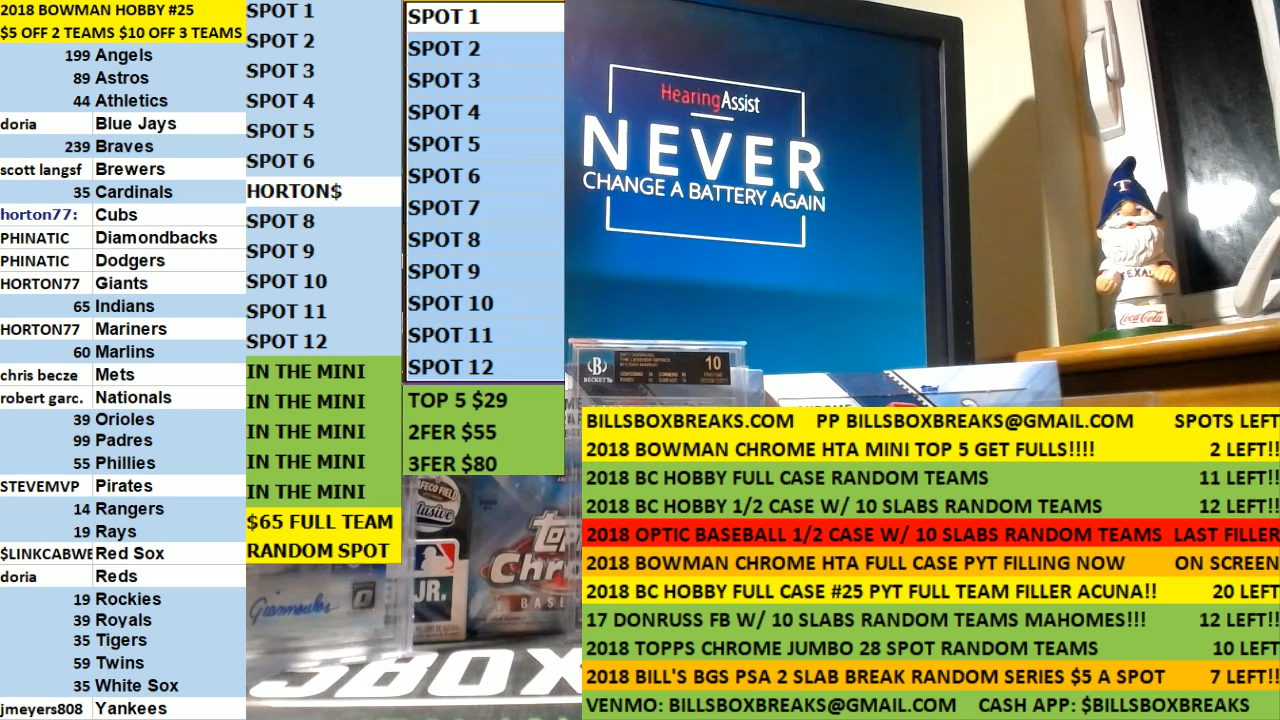 2018 BOWMAN HOBBY #25
$5 OFF 2 TEAMS $10 OFF 3 TEAMS
199 Angels
89 Astros
44 Athletics
doria Blue Jays
239 Braves
scott langsf Brewers
35 Cardinals
horton77: Cubs
PHINATIC Diamondbacks
PHINATIC Dodgers
HORTON77 Giants
65 Indians
HORTON77 Mariners
60 Marlins
chris becze Mets
robert garc. Nationals
39 Orioles
99 Padres
55 Phillies
STEVEMVP Pirates
14 Rangers
19 Rays
$LINKCABWE Red Sox
doria Reds
19 Rockies
39 Royals
35 Tigers
59 Twins
35 White Sox
jmeyers808 Yankees
SPOT 1
SPOT 2
SPOT 3
SPOT 4
SPOT 5
SPOT 6
HORTON$
SPOT 8
SPOT 9
SPOT 10
SPOT 11
SPOT 12
IN THE MINI
IN THE MINI
IN THE MINI
IN THE MINI
IN THE MINI
$65 FULL TEAM
RANDOM SPOT
SPOT 1
SPOT 2
SPOT 3
SPOT 4
SPOT 5
SPOT 6
SPOT 7
SPOT 8
SPOT 9
SPOT 10
SPOT 11
SPOT 12
TOP 5 $29
2FER $55
3FER $80
HearingAssist
NEVER
CHANGE A BATTERY AGAIN
T
TEXAS
Coca-Cola
BECKETT
10
topps
BILLSBOXBREAKS.COM PP BILLSBOXBREAKS@GMAIL.COM SPOTS LEFT
2018 BOWMAN CHROME HTA MINI TOP 5 GET FULLS!!!! 2 LEFT!!
2018 BC HOBBY FULL CASE RANDOM TEAMS 11 LEFT!!
2018 BC HOBBY 1/2 CASE W/ 10 SLABS RANDOM TEAMS 12 LEFT!!
2018 OPTIC BASEBALL 1/2 CASE W/ 10 SLABS RANDOM TEAMS LAST FILLER
2018 BOWMAN CHROME HTA FULL CASE PYT FILLING NOW ON SCREEN
2018 BC HOBBY FULL CASE #25 PYT FULL TEAM FILLER ACUNA!! 20 LEFT
17 DONRUSS FB W/ 10 SLABS RANDOM TEAMS MAHOMES!!! 12 LEFT!!
2018 TOPPS CHROME JUMBO 28 SPOT RANDOM TEAMS 10 LEFT!!
2018 BILL'S BGS PSA 2 SLAB BREAK RANDOM SERIES $5 A SPOT 7 LEFT!!
VENMO: BILLSBOXBREAKS@GMAIL.COM CASH APP: $BILLSBOXBREAKS
JR.
Topps
Chr
BASE
SBOX